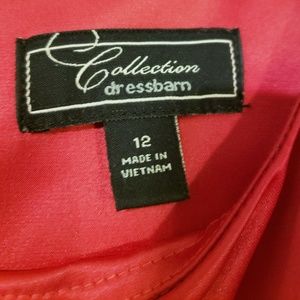 Collection
dressbarn
12
MADE IN
VIETNAM